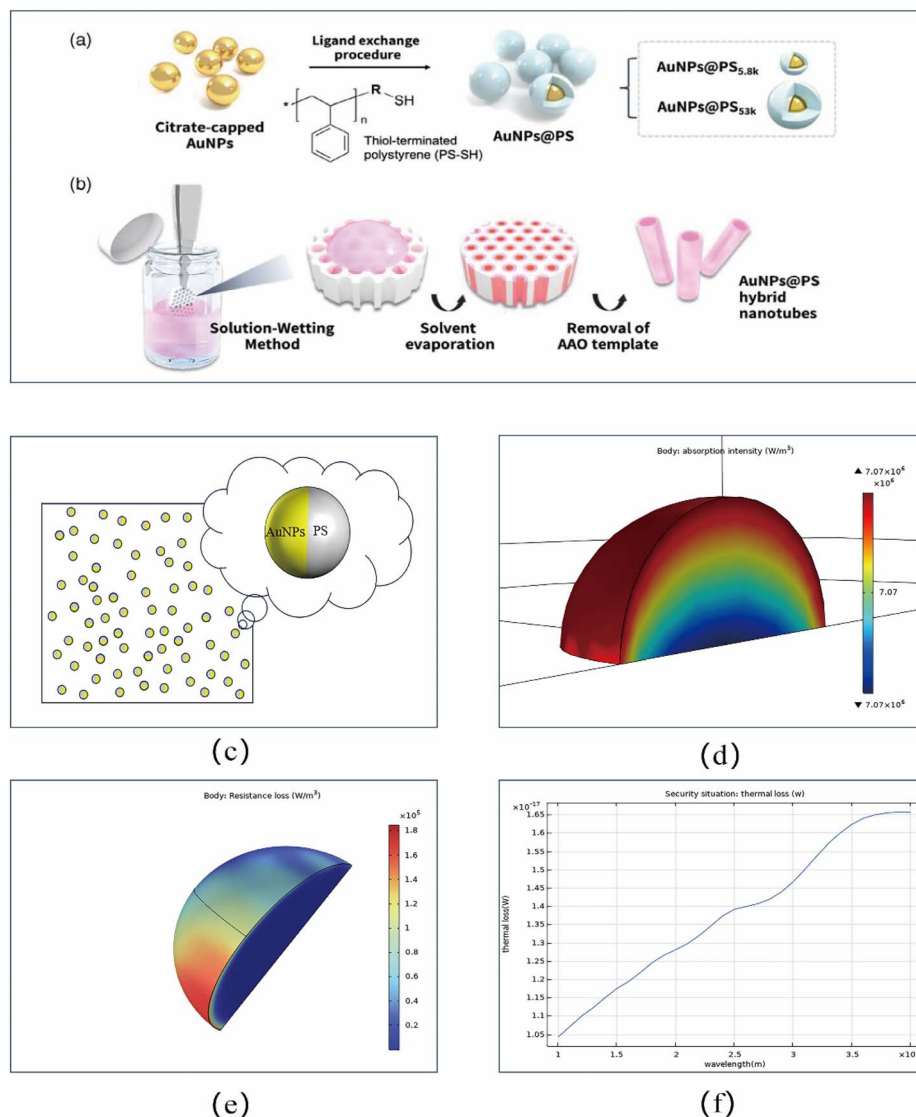 (a)
Citrate-capped
AuNPs
Ligand exchange
procedure
*
R
SH
n
Thiol-terminated
polystyrene (PS-SH)
AuNPs@PS
AuNPs@PS5.8k
AuNPs@PS53k
(b)
Solution-Wetting
Method
Solvent
evaporation
Removal of
AAO template
AuNPs@PS
hybrid
nanotubes
AuNPs
PS
(c)
Body: absorption intensity (W/m³)
▲ 7.07×10⁶
×10⁶
7.07
▼ 7.07×10⁶
(d)
Body: Resistance loss (W/m³)
×10⁵
1.8
1.6
1.4
1.2
1
0.8
0.6
0.4
0.2
(e)
Security situation: thermal loss (w)
×10⁻¹⁷
1.65
1.6
1.55
1.5
1.45
1.4
1.35
1.3
1.25
1.2
1.15
1.1
1.05
thermal loss(W)
1
1.5
2
2.5
3
3.5
wavelength(m)
(f)